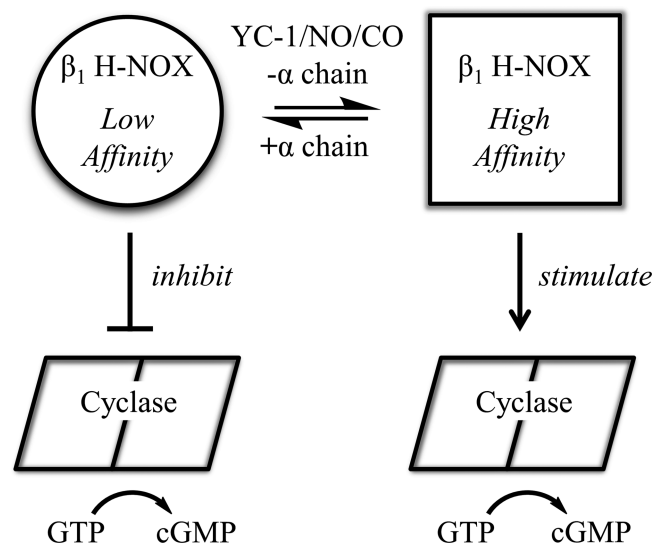 YC-1/NO/CO
-α chain
+α chain
β₁ H-NOX
Low
Affinity
β₁ H-NOX
High
Affinity
inhibit
stimulate
Cyclase
Cyclase
GTP cGMP
GTP cGMP